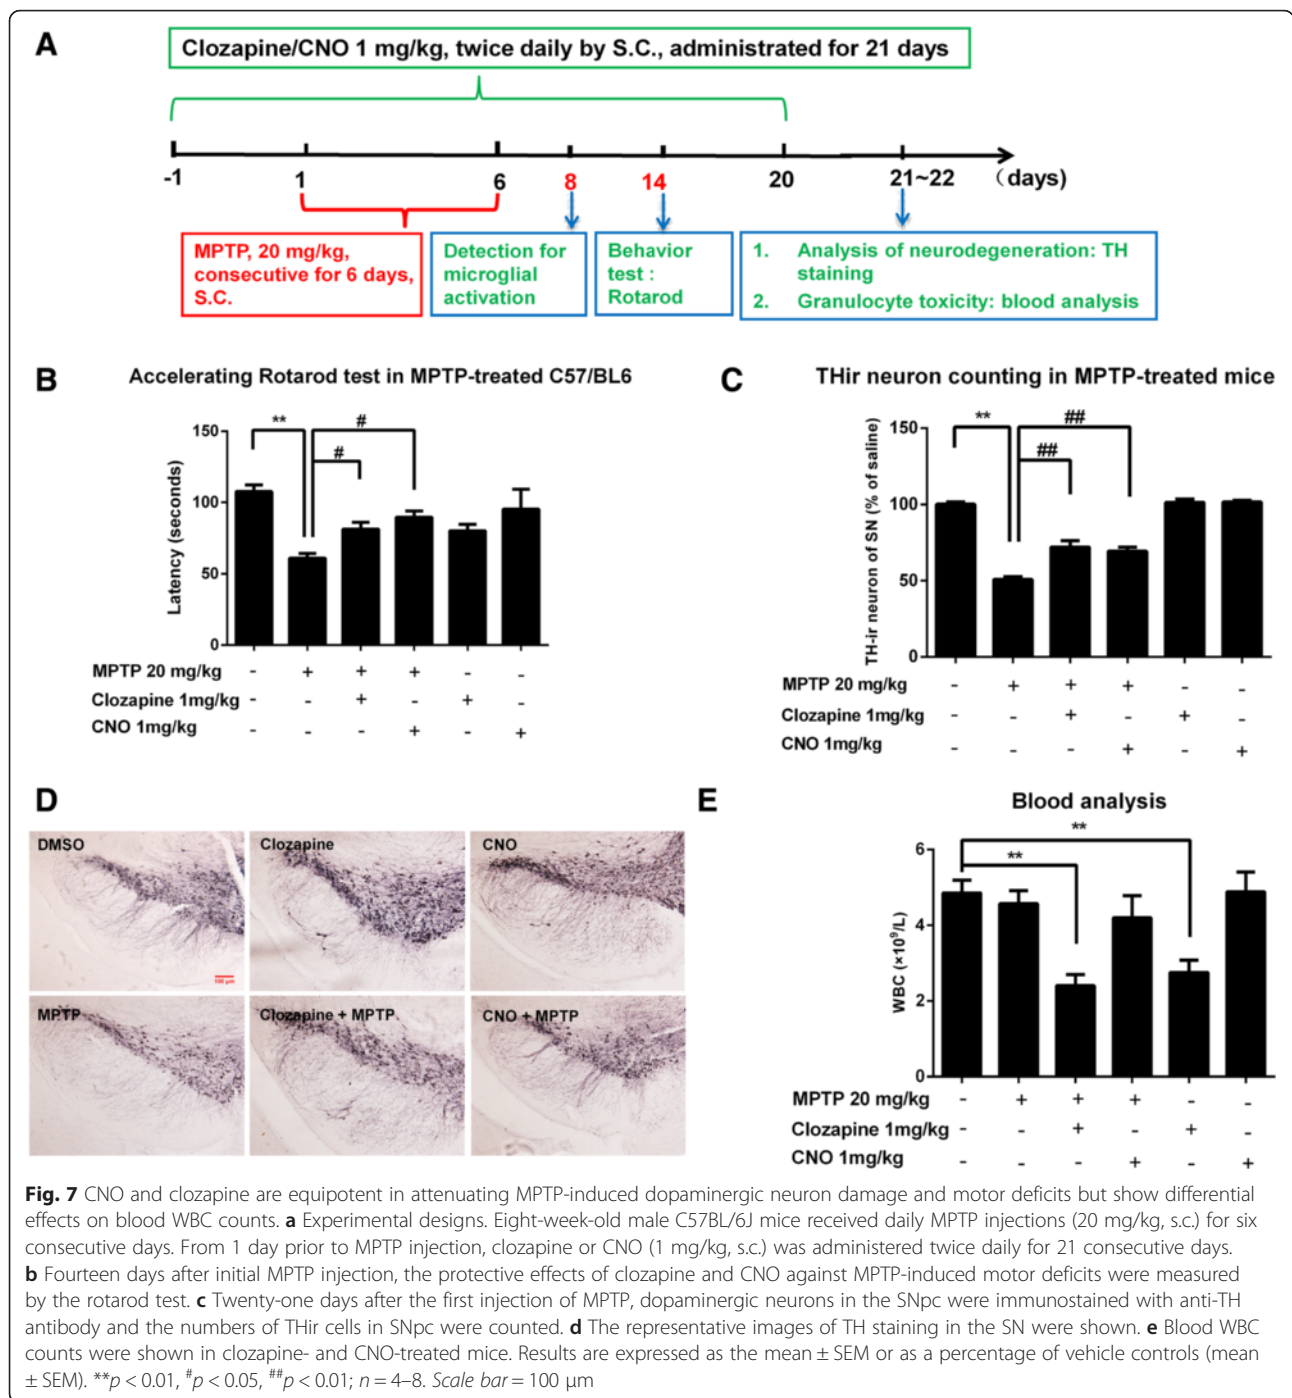 A
Clozapine/CNO 1 mg/kg, twice daily by S.C., administrated for 21 days
-1 1 6 8 14 20 21~22 (days)
MPTP, 20 mg/kg,
consecutive for 6 days,
S.C.
Detection for
microglial
activation
Behavior
test :
Rotarod
1. Analysis of neurodegeneration: TH
staining
2. Granulocyte toxicity: blood analysis
B
Accelerating Rotarod test in MPTP-treated C57/BL6
** # #
Latency (seconds)
150
100
50
0
MPTP 20 mg/kg - + + + - -
Clozapine 1mg/kg - - + - + -
CNO 1mg/kg - - - + - +
C
THir neuron counting in MPTP-treated mice
** ## ##
TH-ir neuron of SN (% of saline)
150
100
50
0
MPTP 20 mg/kg - + + + - -
Clozapine 1mg/kg - - + - + -
CNO 1mg/kg - - - + - +
D
DMSO
Clozapine
CNO
100 μm
MPTP
Clozapine + MPTP
CNO + MPTP
E
Blood analysis
** **
WBC (×10⁹/L)
6
4
2
0
MPTP 20 mg/kg - + + + - -
Clozapine 1mg/kg - - + - + -
CNO 1mg/kg - - - + - +
Fig. 7 CNO and clozapine are equipotent in attenuating MPTP-induced dopaminergic neuron damage and motor deficits but show differential
effects on blood WBC counts. a Experimental designs. Eight-week-old male C57BL/6J mice received daily MPTP injections (20 mg/kg, s.c.) for six
consecutive days. From 1 day prior to MPTP injection, clozapine or CNO (1 mg/kg, s.c.) was administered twice daily for 21 consecutive days.
b Fourteen days after initial MPTP injection, the protective effects of clozapine and CNO against MPTP-induced motor deficits were measured
by the rotarod test. c Twenty-one days after the first injection of MPTP, dopaminergic neurons in the SNpc were immunostained with anti-TH
antibody and the numbers of THir cells in SNpc were counted. d The representative images of TH staining in the SN were shown. e Blood WBC
counts were shown in clozapine- and CNO-treated mice. Results are expressed as the mean ± SEM or as a percentage of vehicle controls (mean
± SEM). **p < 0.01, #p < 0.05, ##p < 0.01; n = 4–8. Scale bar = 100 μm